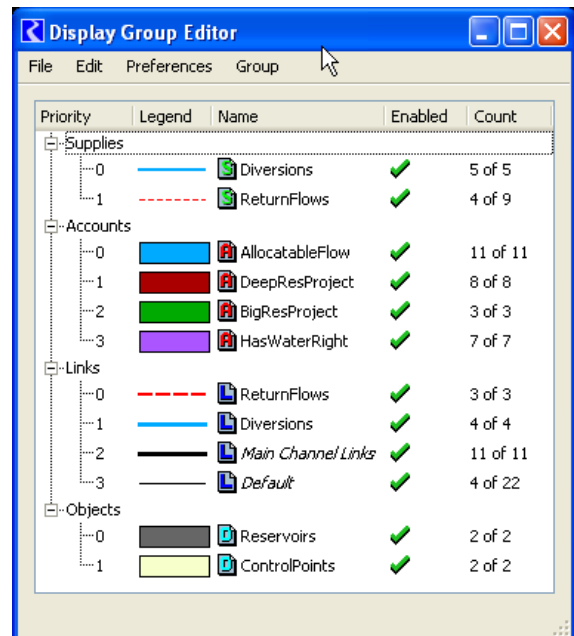 Display Group Editor
File Edit Preferences Group
Priority Legend Name Enabled Count
Supplies
0 Diversions 5 of 5
1 ReturnFlows 4 of 9
Accounts
0 AllocatableFlow 11 of 11
1 DeepResProject 8 of 8
2 BigResProject 3 of 3
3 HasWaterRight 7 of 7
Links
0 ReturnFlows 3 of 3
1 Diversions 4 of 4
2 Main Channel Links 11 of 11
3 Default 4 of 22
Objects
0 Reservoirs 2 of 2
1 ControlPoints 2 of 2